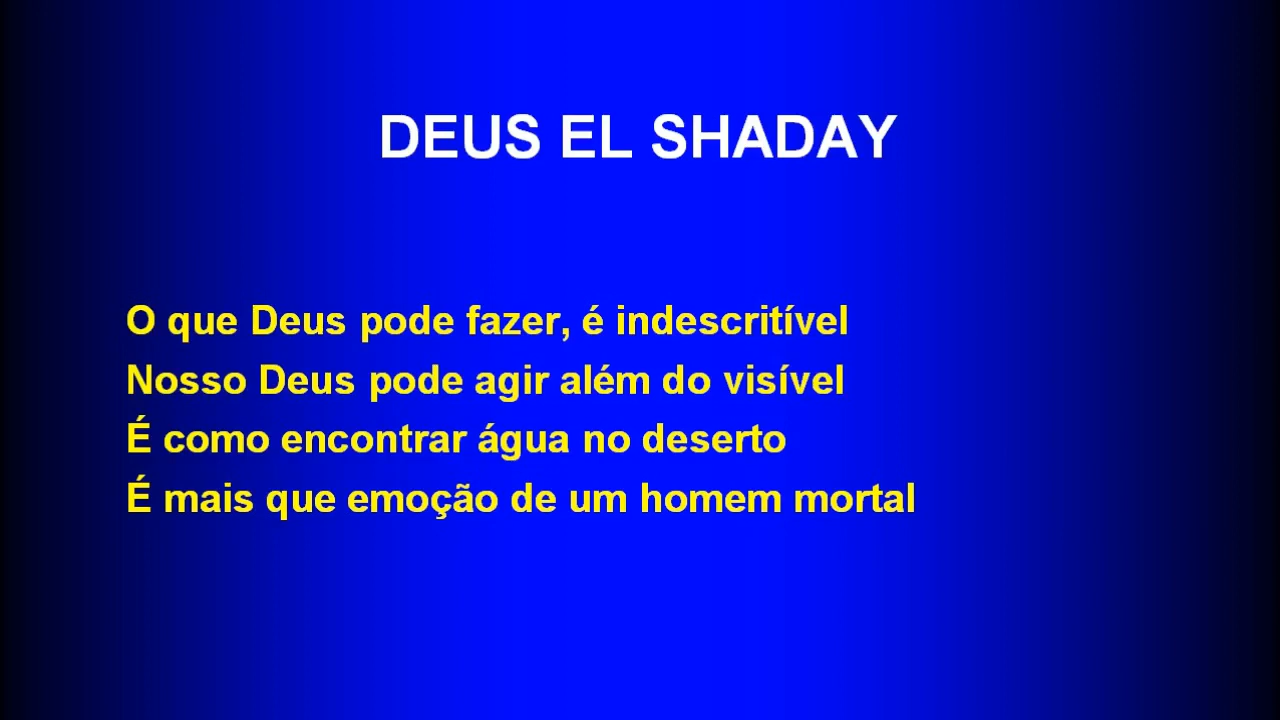 DEUS EL SHADAY
O que Deus pode fazer, é indescritível
Nosso Deus pode agir além do visível
É como encontrar água no deserto
É mais que emoção de um homem mortal